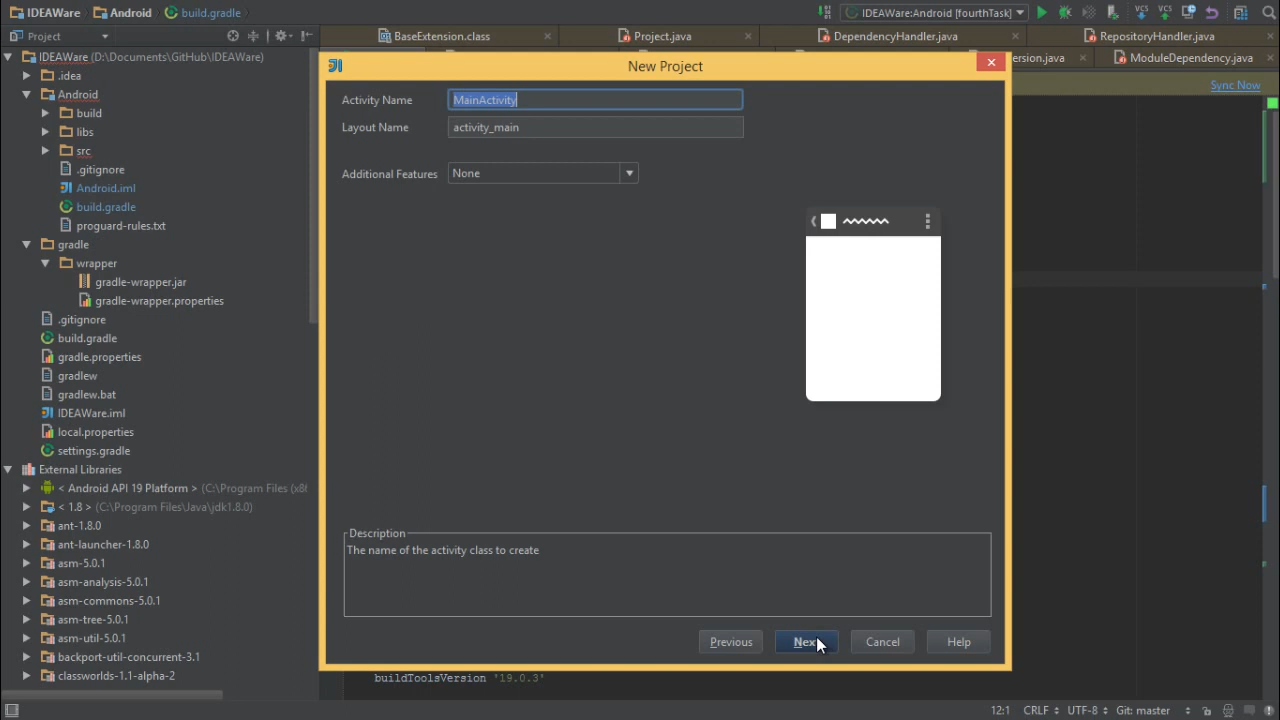 IDEAWare
Android
build.gradle
IDEAWare:Android [fourthTask]
VCS
VCS
Project
BaseExtension.class
Project.java
DependencyHandler.java
RepositoryHandler.java
IDEAWare (D:\Documents\GitHub\IDEAWare)
ersion.java
ModuleDependency.java
New Project
.idea
Sync Now
Android
Activity Name
MainActivity
build
Layout Name
activity_main
libs
src
.gitignore
Additional Features
None
Android.iml
build.gradle
proguard-rules.txt
gradle
wrapper
gradle-wrapper.jar
gradle-wrapper.properties
.gitignore
build.gradle
gradle.properties
gradlew
gradlew.bat
IDEAWare.iml
local.properties
settings.gradle
External Libraries
< Android API 19 Platform > (C:\Program Files (x8
< 1.8 > (C:\Program Files\Java\jdk1.8.0)
ant-1.8.0
ant-launcher-1.8.0
asm-5.0.1
asm-analysis-5.0.1
asm-commons-5.0.1
asm-tree-5.0.1
asm-util-5.0.1
backport-util-concurrent-3.1
classworlds-1.1-alpha-2
Description
The name of the activity class to create
Previous
Nex
Cancel
Help
buildToolsVersion '19.0.3'
12:1
CRLF
UTF-8
Git: master